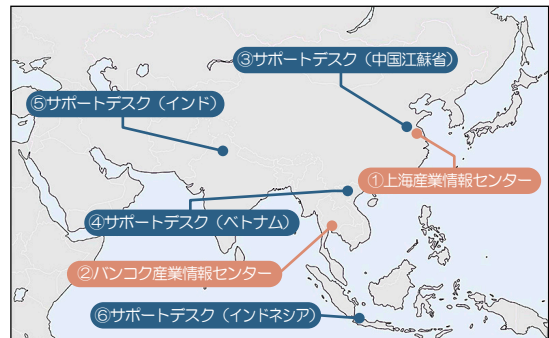 ③サポートデスク（中国江蘇省）
⑤サポートデスク（インド）
①上海産業情報センター
④サポートデスク（ベトナム）
②バンコク産業情報センター
⑥サポートデスク（インドネシア）